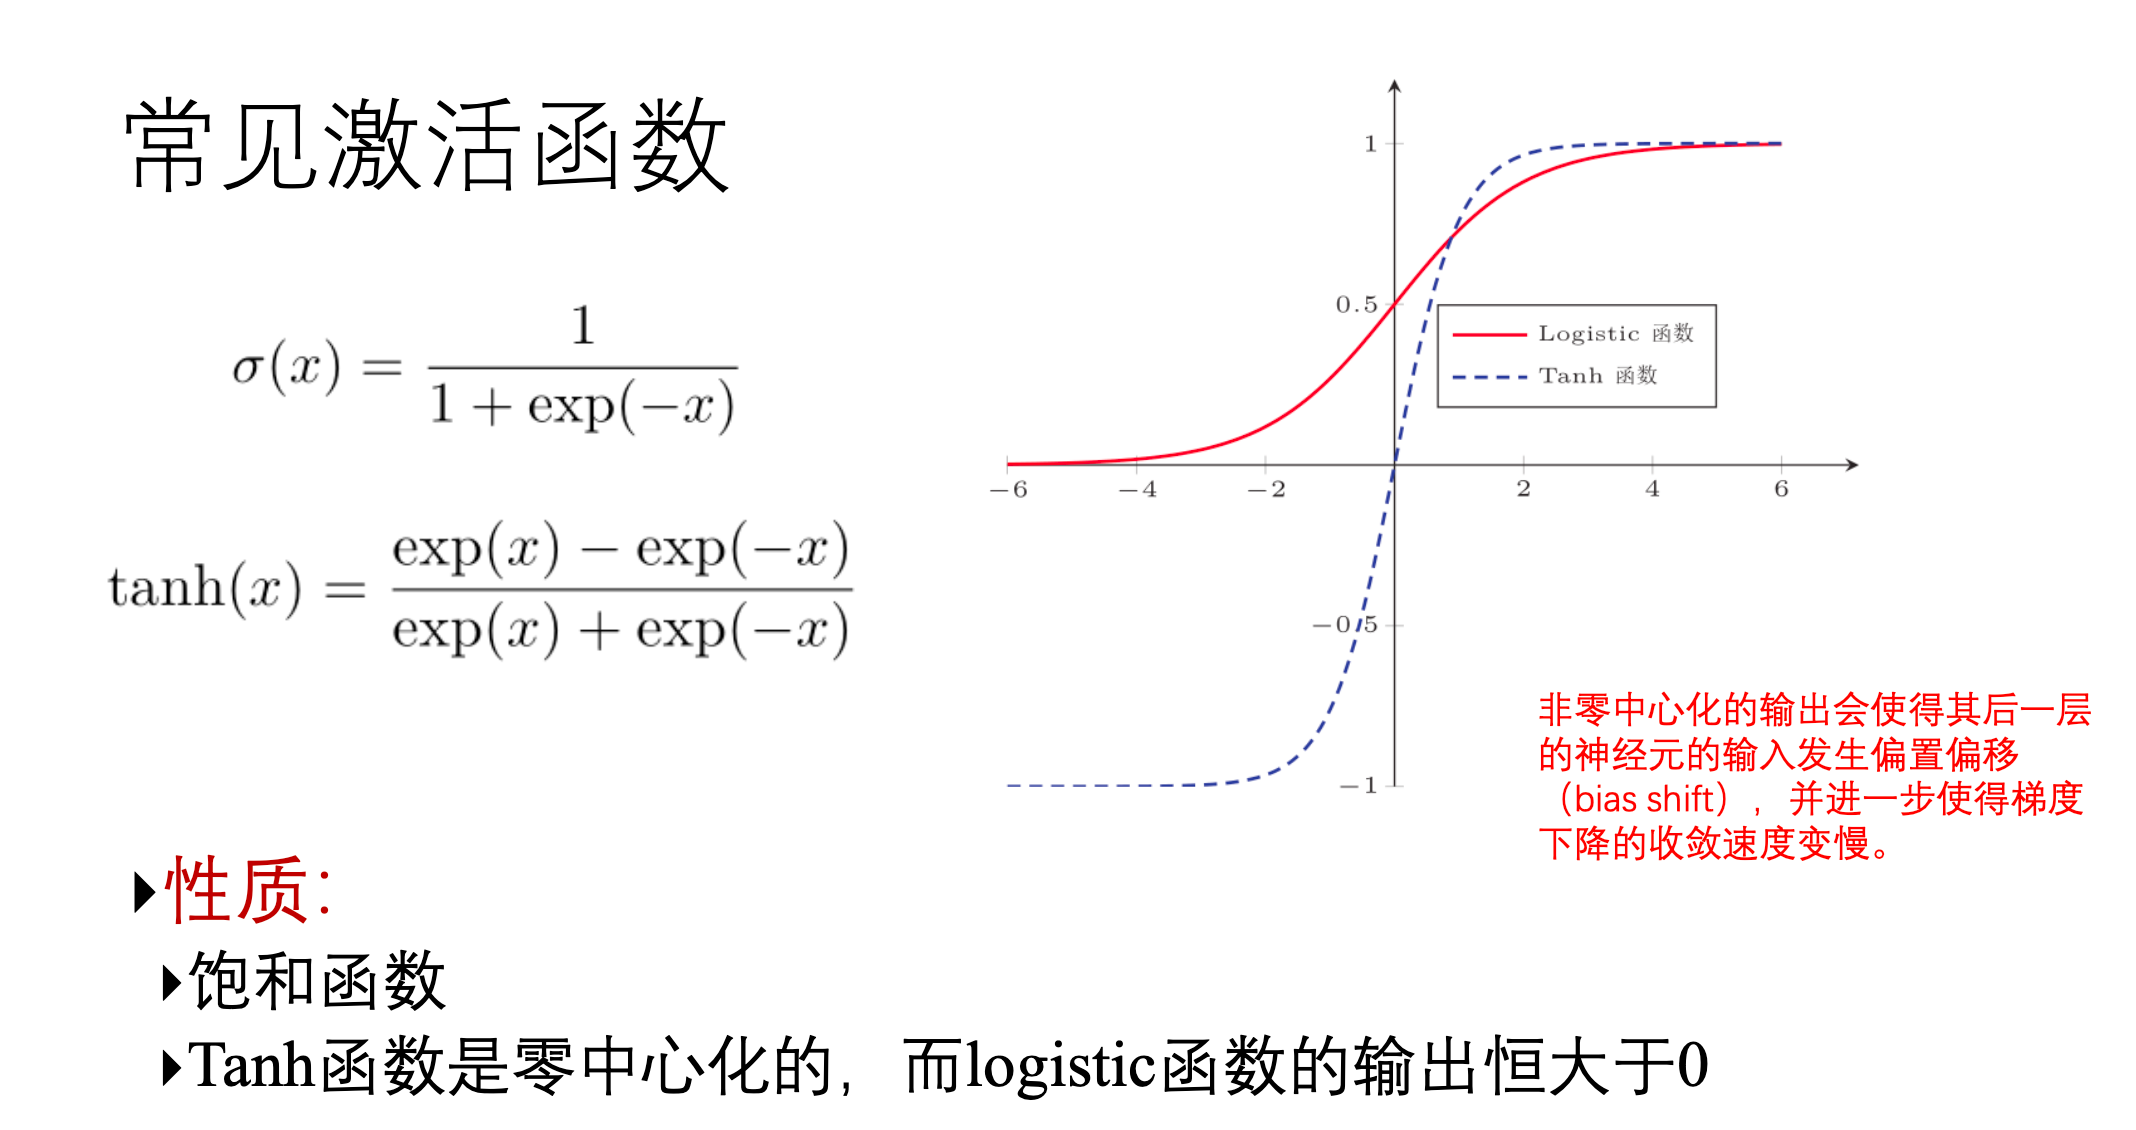 常见激活函数
σ(x) = 1 / (1 + exp(−x))
tanh(x) = (exp(x) − exp(−x)) / (exp(x) + exp(−x))
1
0.5
−0.5
−1
−6 −4 −2 2 4 6
Logistic 函数
Tanh 函数
非零中心化的输出会使得其后一层
的神经元的输入发生偏置偏移
（bias shift），并进一步使得梯度
下降的收敛速度变慢。
▶性质：
▶饱和函数
▶Tanh函数是零中心化的，而logistic函数的输出恒大于0